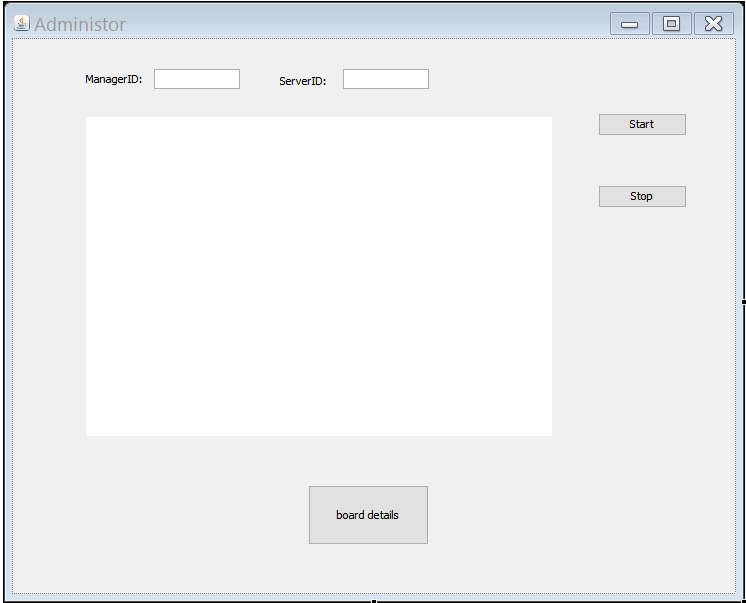 Administor
ManagerID:
ServerID:
Start
Stop
board details